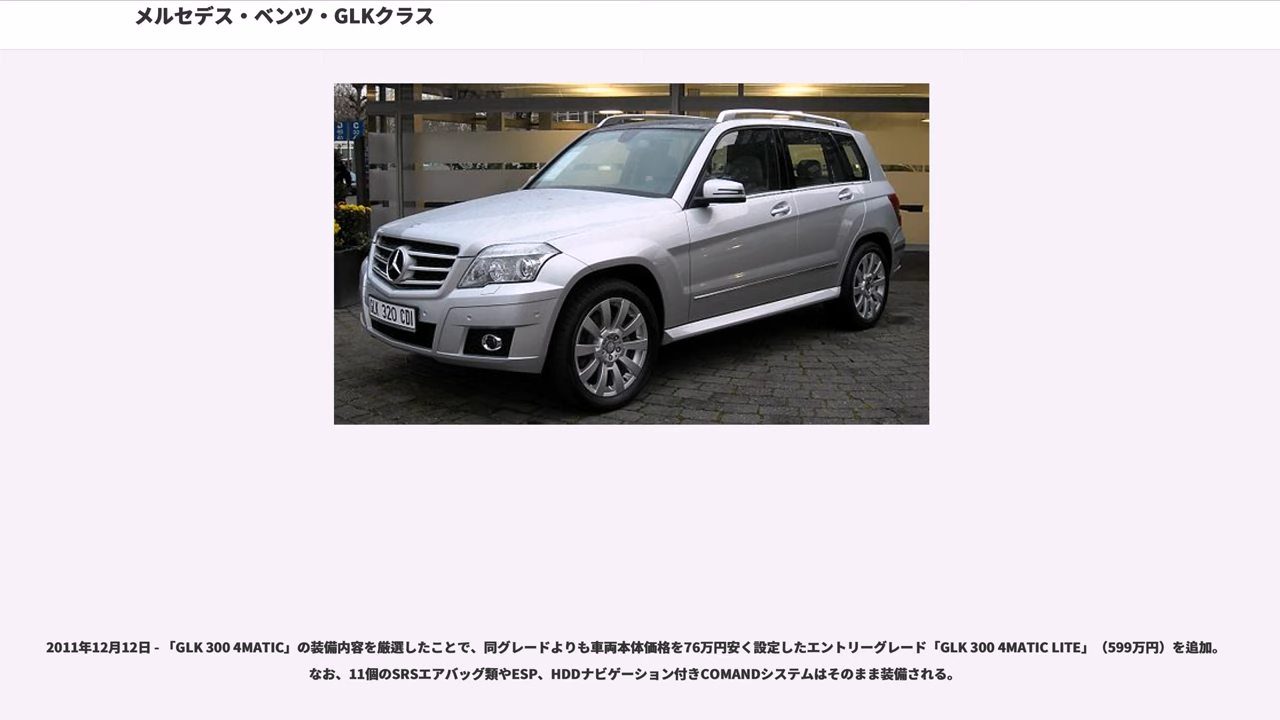 メルセデス・ベンツ・GLKクラス
GLK 320 CDI
2011年12月12日 - 「GLK 300 4MATIC」の装備内容を厳選したことで、同グレードよりも車両本体価格を76万円安く設定したエントリーグレード「GLK 300 4MATIC LITE」（599万円）を追加。
なお、11個のSRSエアバッグ類やESP、HDDナビゲーション付きCOMANDシステムはそのまま装備される。